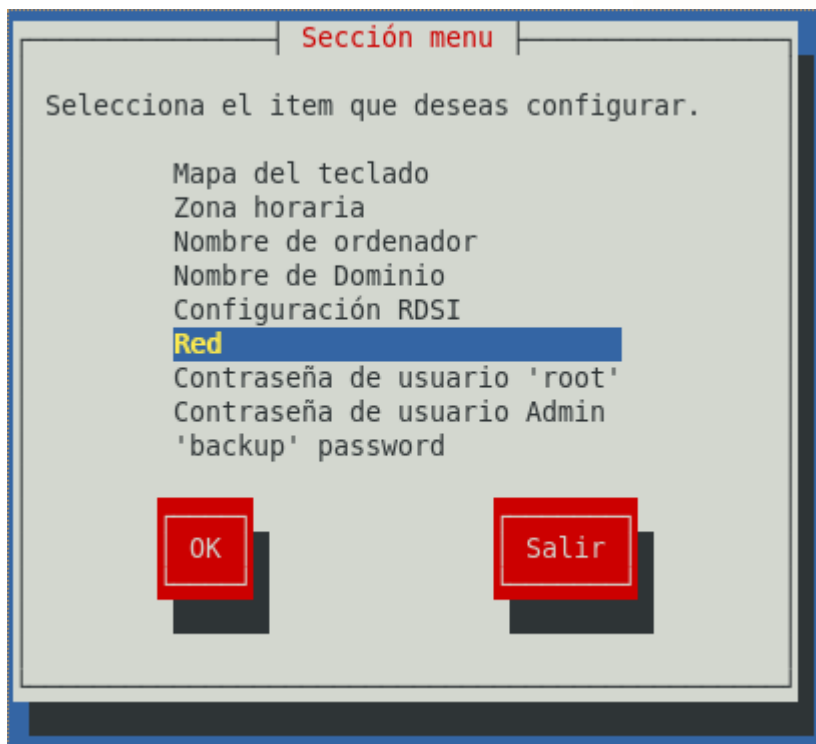 Sección menu
Selecciona el item que deseas configurar.
Mapa del teclado
Zona horaria
Nombre de ordenador
Nombre de Dominio
Configuración RDSI
Red
Contraseña de usuario 'root'
Contraseña de usuario Admin
'backup' password
OK Salir